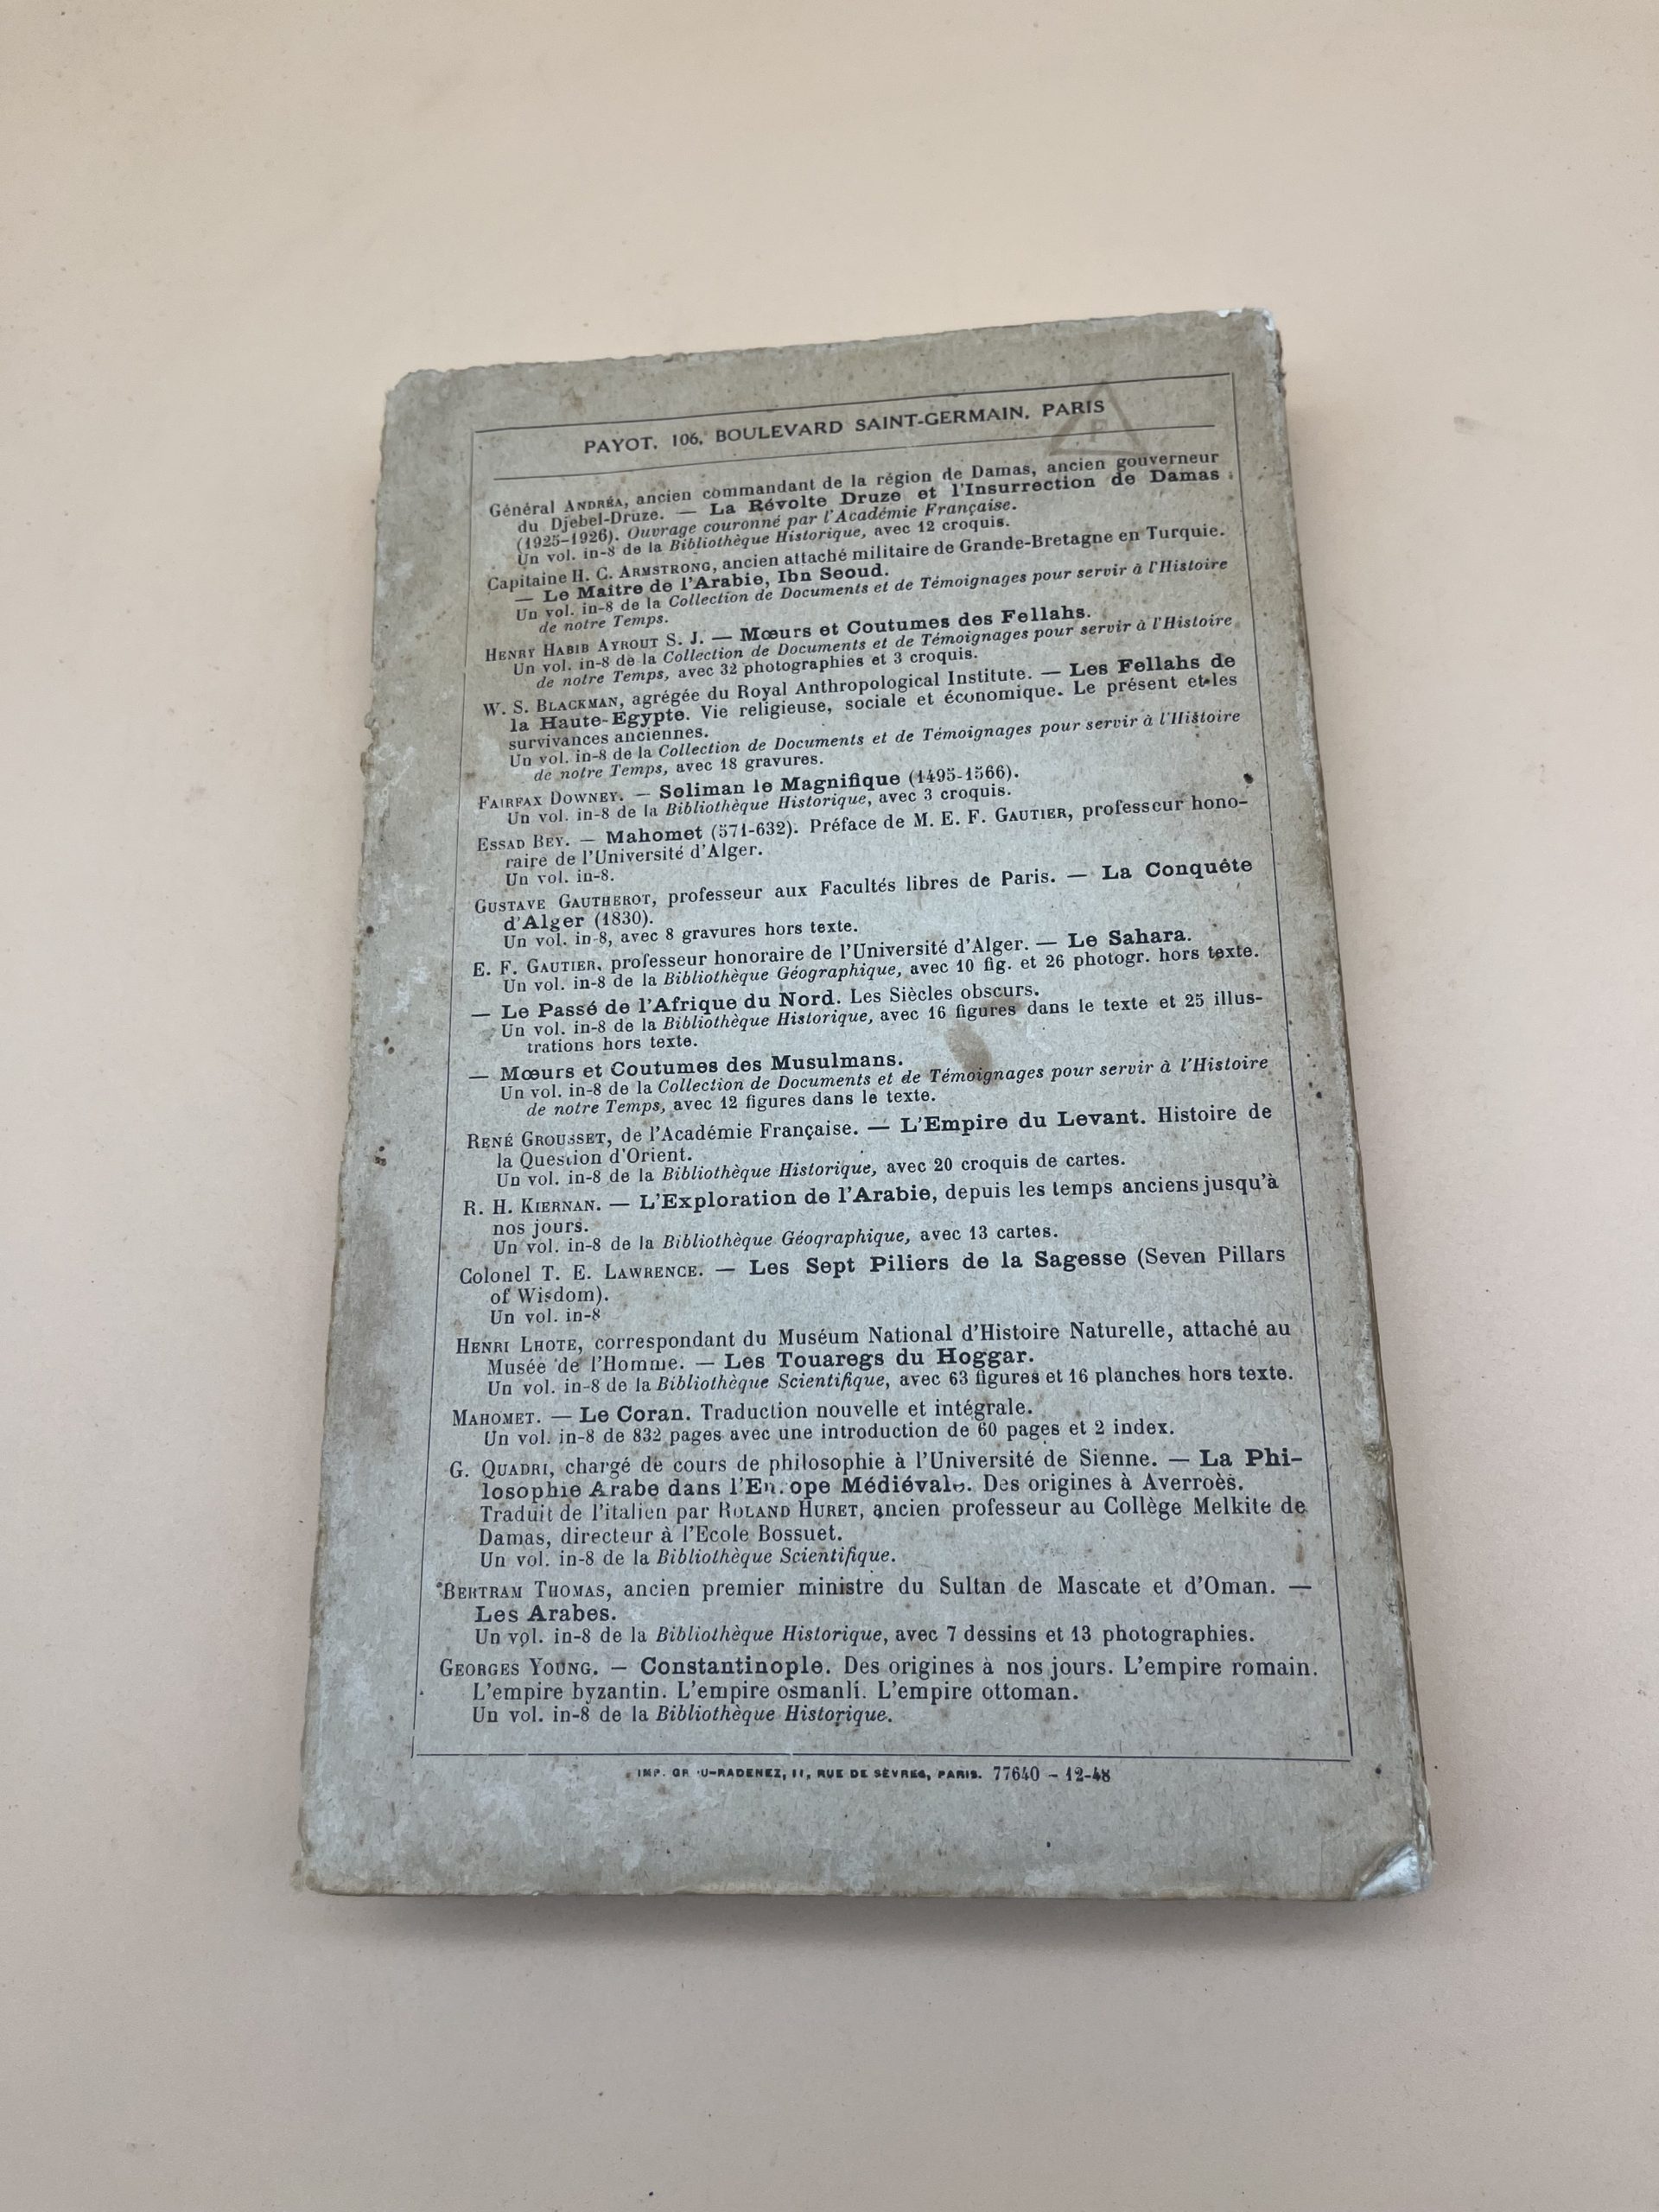 PAYOT, 106, BOULEVARD SAINT-GERMAIN, PARIS
Général ANDRÉA, ancien commandant de la région de Damas, ancien gouverneur
du Djebel-Druze. — La Révolte Druze et l'Insurrection de Damas
(1925-1926). Ouvrage couronné par l'Académie Française.
Un vol. in-8 de la Bibliothèque Historique, avec 12 croquis.
Capitaine H. C. ARMSTRONG, ancien attaché militaire de Grande-Bretagne en Turquie.
— Le Maître de l'Arabie, Ibn Seoud.
Un vol. in-8 de la Collection de Documents et de Témoignages pour servir à l'Histoire
de notre Temps.
HENRY HABIB AYROUT S. J. — Mœurs et Coutumes des Fellahs.
Un vol. in-8 de la Collection de Documents et de Témoignages pour servir à l'Histoire
de notre Temps, avec 32 photographies et 3 croquis.
W. S. BLACKMAN, agrégée du Royal Anthropological Institute. — Les Fellahs de
la Haute-Egypte. Vie religieuse, sociale et économique. Le présent et les
survivances anciennes.
Un vol. in-8 de la Collection de Documents et de Témoignages pour servir à l'Histoire
de notre Temps, avec 18 gravures.
FAIRFAX DOWNEY. — Soliman le Magnifique (1495-1566).
Un vol. in-8 de la Bibliothèque Historique, avec 3 croquis.
ESSAD BEY. — Mahomet (571-632). Préface de M. E. F. GAUTIER, professeur hono-
raire de l'Université d'Alger.
Un vol. in-8.
GUSTAVE GAUTHEROT, professeur aux Facultés libres de Paris. — La Conquête
d'Alger (1830).
Un vol. in-8, avec 8 gravures hors texte.
E. F. GAUTIER, professeur honoraire de l'Université d'Alger. — Le Sahara.
Un vol. in-8 de la Bibliothèque Géographique, avec 10 fig. et 26 photogr. hors texte.
— Le Passé de l'Afrique du Nord. Les Siècles obscurs.
Un vol. in-8 de la Bibliothèque Historique, avec 16 figures dans le texte et 25 illus-
trations hors texte.
— Mœurs et Coutumes des Musulmans.
Un vol. in-8 de la Collection de Documents et de Témoignages pour servir à l'Histoire
de notre Temps, avec 12 figures dans le texte.
RENÉ GROUSSET, de l'Académie Française. — L'Empire du Levant. Histoire de
la Question d'Orient.
Un vol. in-8 de la Bibliothèque Historique, avec 20 croquis de cartes.
R. H. KIERNAN. — L'Exploration de l'Arabie, depuis les temps anciens jusqu'à
nos jours.
Un vol. in-8 de la Bibliothèque Géographique, avec 13 cartes.
Colonel T. E. LAWRENCE. — Les Sept Piliers de la Sagesse (Seven Pillars
of Wisdom).
Un vol. in-8
HENRI LHOTE, correspondant du Muséum National d'Histoire Naturelle, attaché au
Musée de l'Homme. — Les Touaregs du Hoggar.
Un vol. in-8 de la Bibliothèque Scientifique, avec 63 figures et 16 planches hors texte.
MAHOMET. — Le Coran. Traduction nouvelle et intégrale.
Un vol. in-8 de 832 pages avec une introduction de 60 pages et 2 index.
G. QUADRI, chargé de cours de philosophie à l'Université de Sienne. — La Phi-
losophie Arabe dans l'Europe Médiévale. Des origines à Averroès.
Traduit de l'italien par ROLAND HURET, ancien professeur au Collège Melkite de
Damas, directeur à l'Ecole Bossuet.
Un vol. in-8 de la Bibliothèque Scientifique.
BERTRAM THOMAS, ancien premier ministre du Sultan de Mascate et d'Oman. —
Les Arabes.
Un vol. in-8 de la Bibliothèque Historique, avec 7 dessins et 13 photographies.
GEORGES YOUNG. — Constantinople. Des origines à nos jours. L'empire romain.
L'empire byzantin. L'empire osmanli. L'empire ottoman.
Un vol. in-8 de la Bibliothèque Historique.
IMP. 11, RUE DE SÈVRES, PARIS. 77640 - 12-48